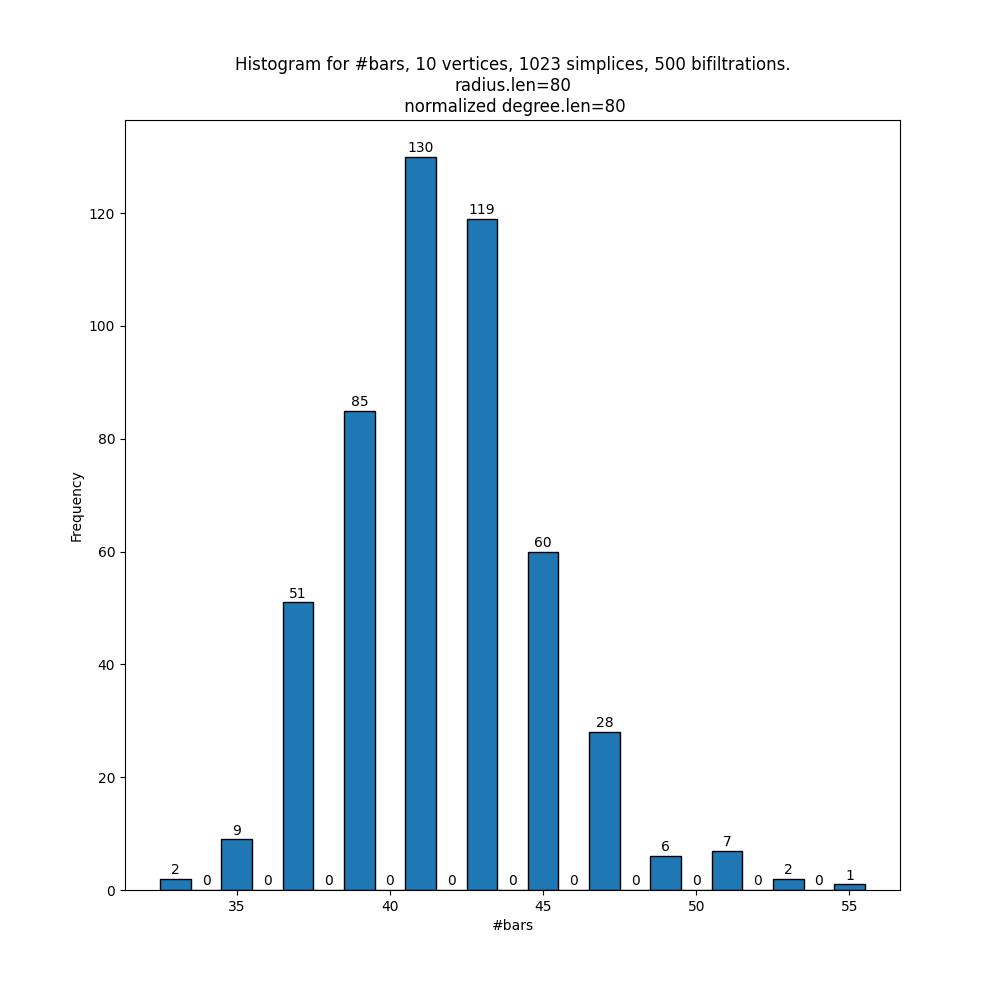 Histogram for #bars, 10 vertices, 1023 simplices, 500 bifiltrations.
radius.len=80
normalized degree.len=80
130
119
120
100
85
80
60
60
51
40
28
20
9
7
6
2
2
1
0 0 0 0 0 0 0 0 0 0 0
0
35 40 45 50 55
Frequency
#bars